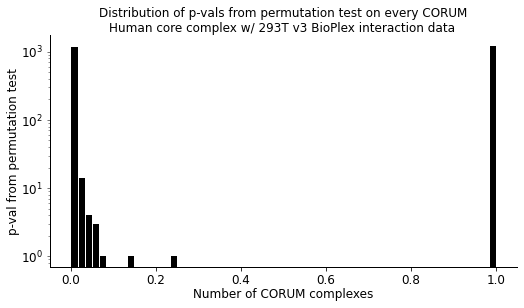 Distribution of p-vals from permutation test on every CORUM
Human core complex w/ 293T v3 BioPlex interaction data
p-val from permutation test
10³
10²
10¹
10⁰
0.0 0.2 0.4 0.6 0.8 1.0
Number of CORUM complexes